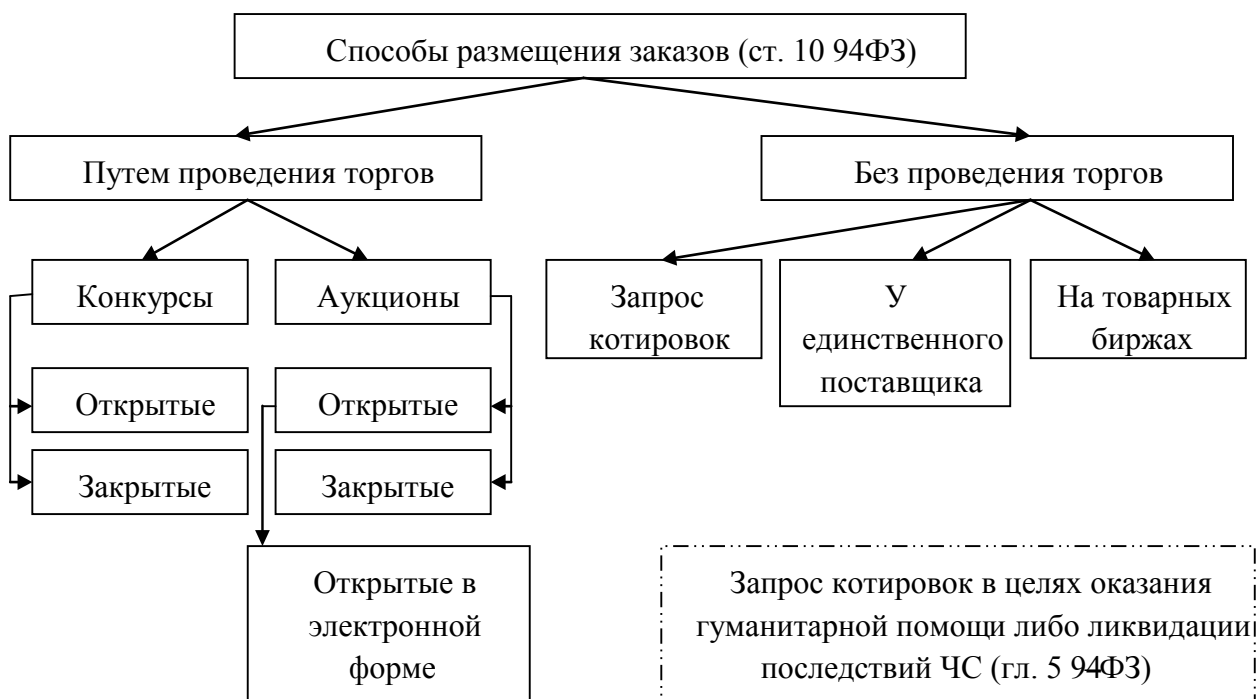 Способы размещения заказов (ст. 10 94ФЗ)
Путем проведения торгов
Без проведения торгов
Конкурсы
Аукционы
Запрос
котировок
У
единственного
поставщика
На товарных
биржах
Открытые
Открытые
Закрытые
Закрытые
Открытые в
электронной
форме
Запрос котировок в целях оказания
гуманитарной помощи либо ликвидации
последствий ЧС (гл. 5 94ФЗ)